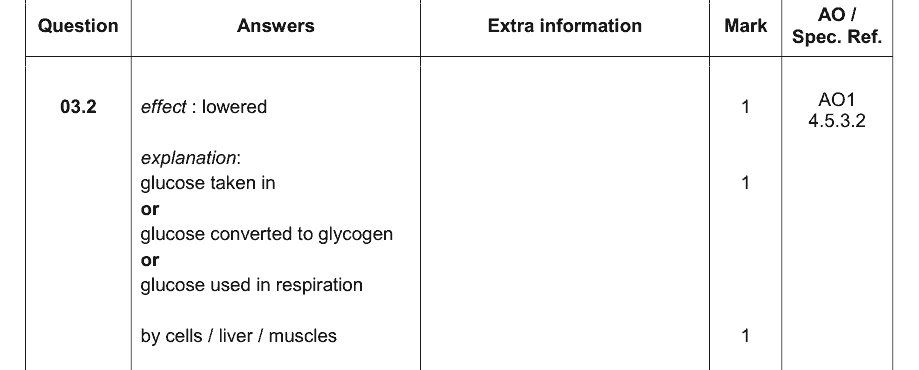 Question Answers Extra information Mark AO /
Spec. Ref.
03.2 effect : lowered 1 AO1
4.5.3.2
explanation:
glucose taken in 1
or
glucose converted to glycogen
or
glucose used in respiration
by cells / liver / muscles 1